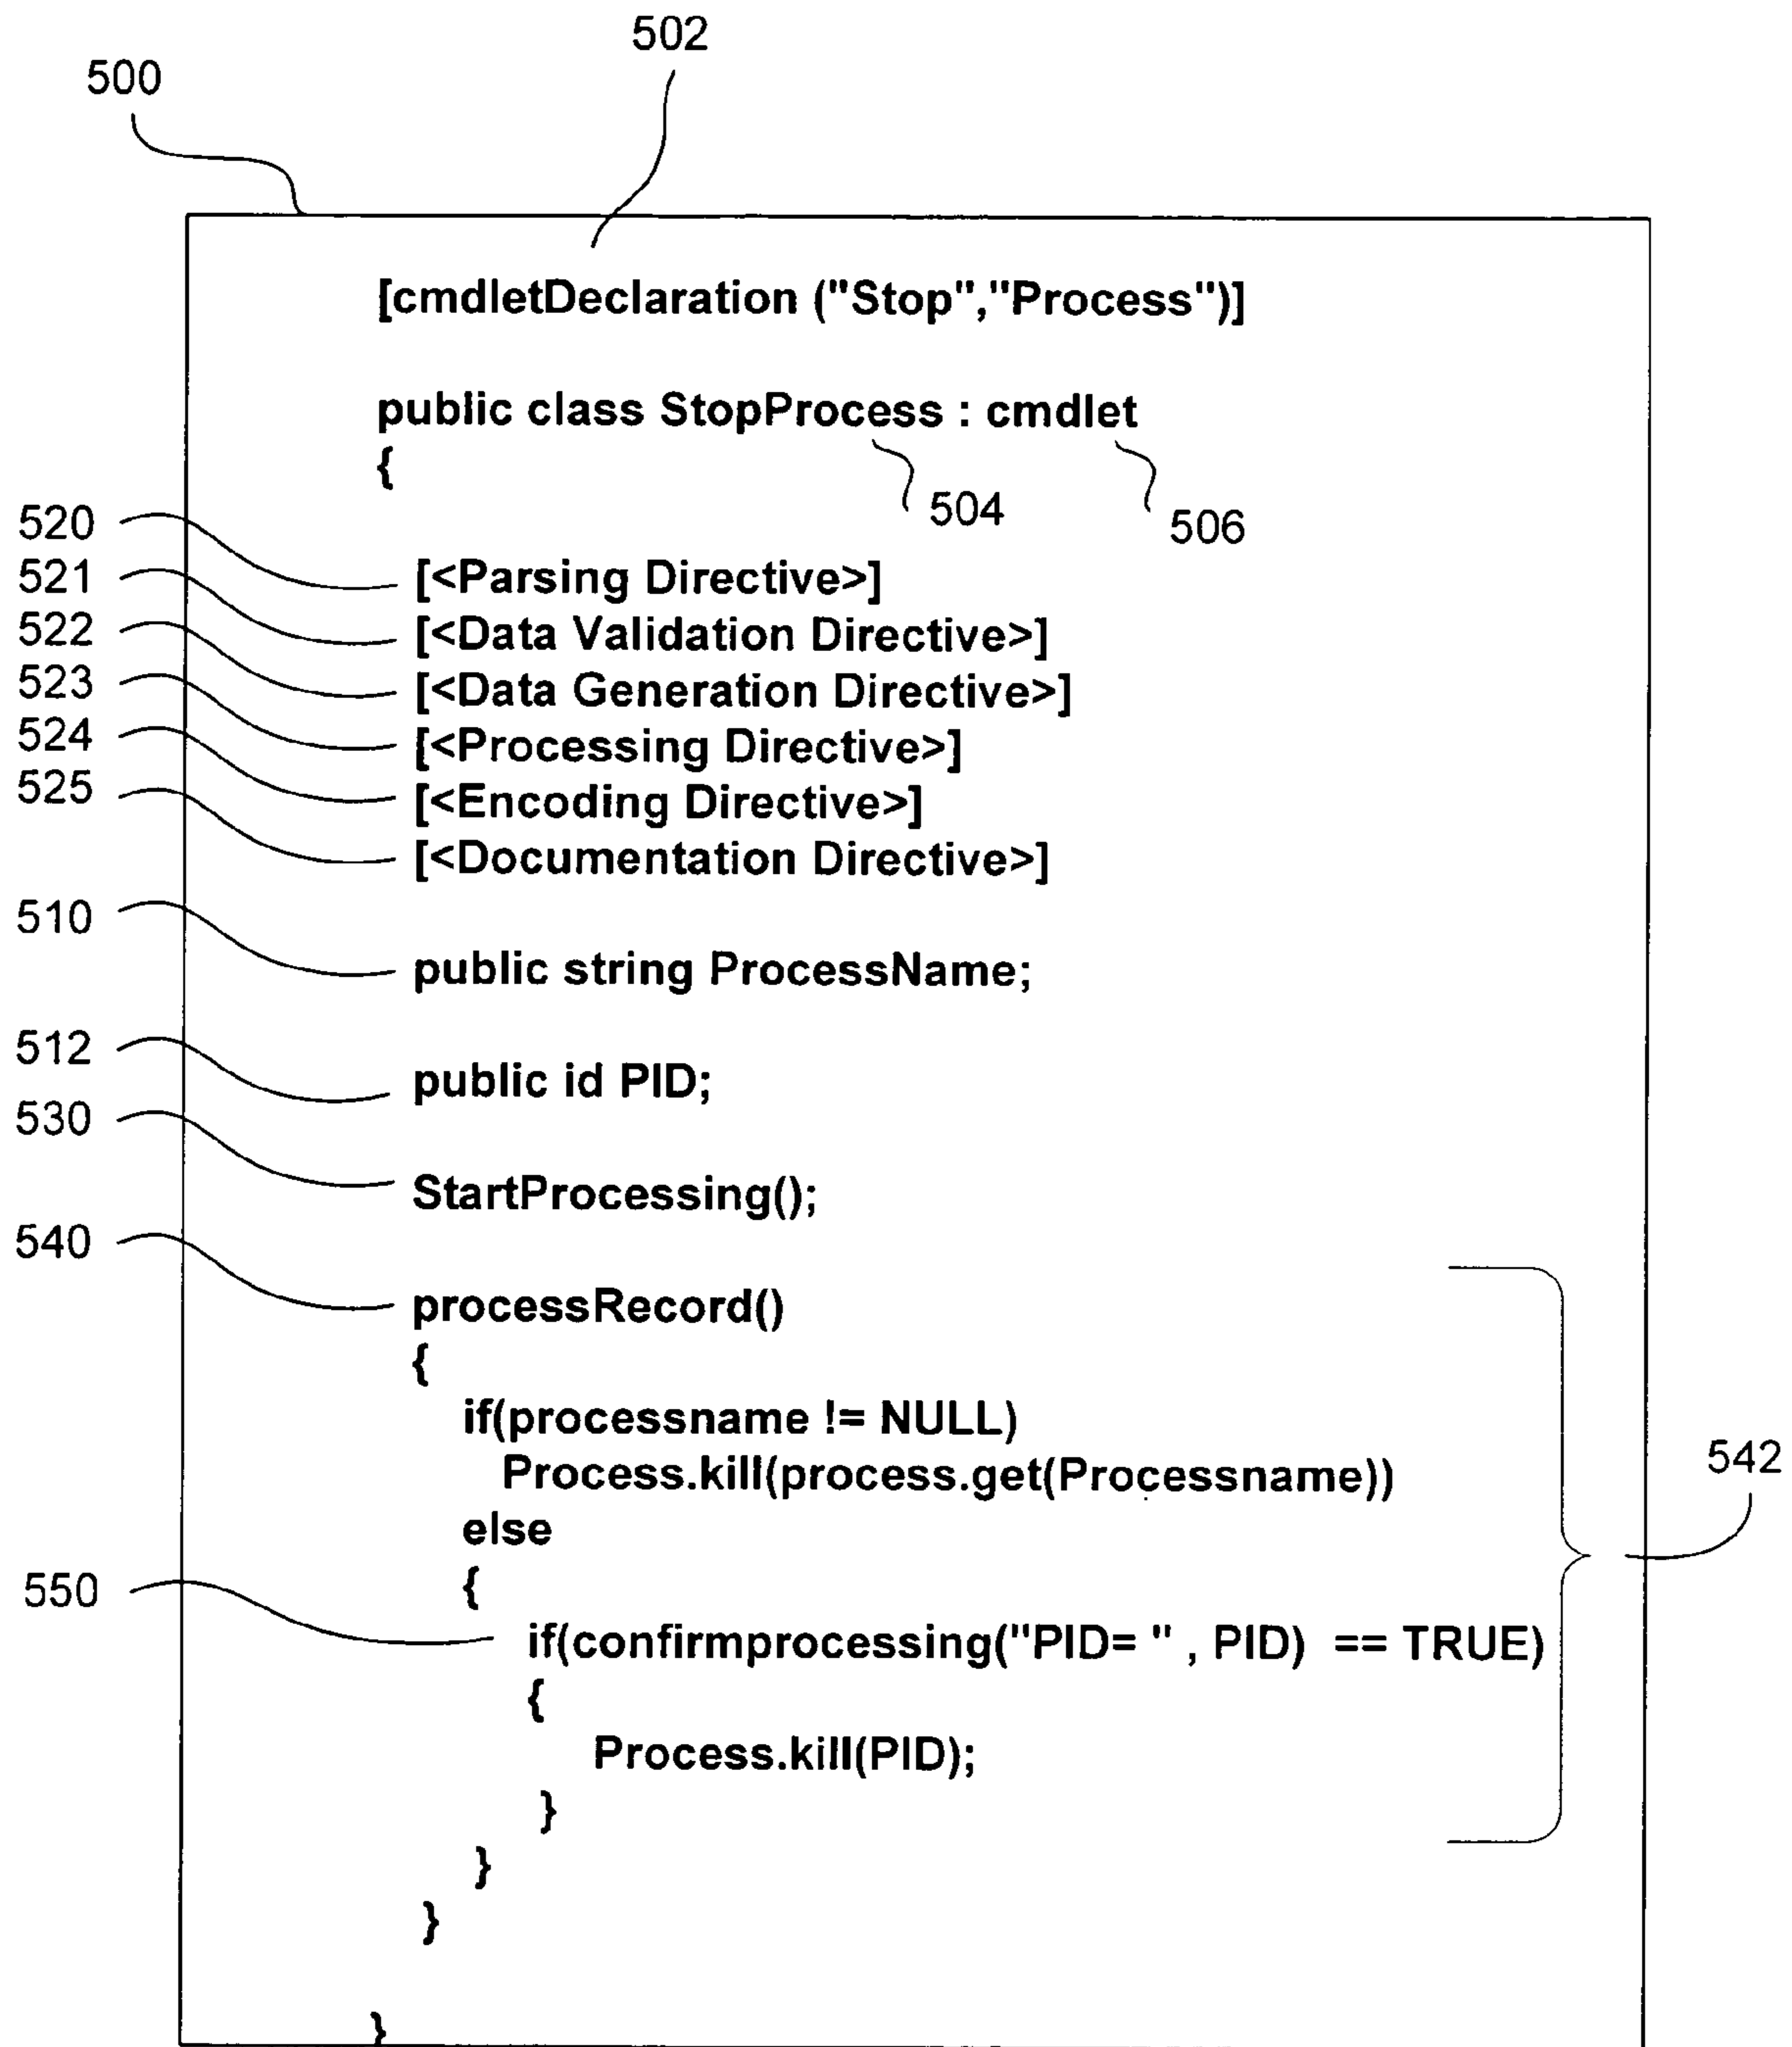 502
500
[cmdletDeclaration ("Stop","Process")]
public class StopProcess : cmdlet
{
504
506
520
[<Parsing Directive>]
521
[<Data Validation Directive>]
522
[<Data Generation Directive>]
523
[<Processing Directive>]
524
[<Encoding Directive>]
525
[<Documentation Directive>]
510
public string ProcessName;
512
public id PID;
530
StartProcessing();
540
processRecord()
{
if(processname != NULL)
Process.kill(process.get(Processname))
542
else
{
550
if(confirmprocessing("PID= " , PID)  == TRUE)
{
Process.kill(PID);
}
}
}
}